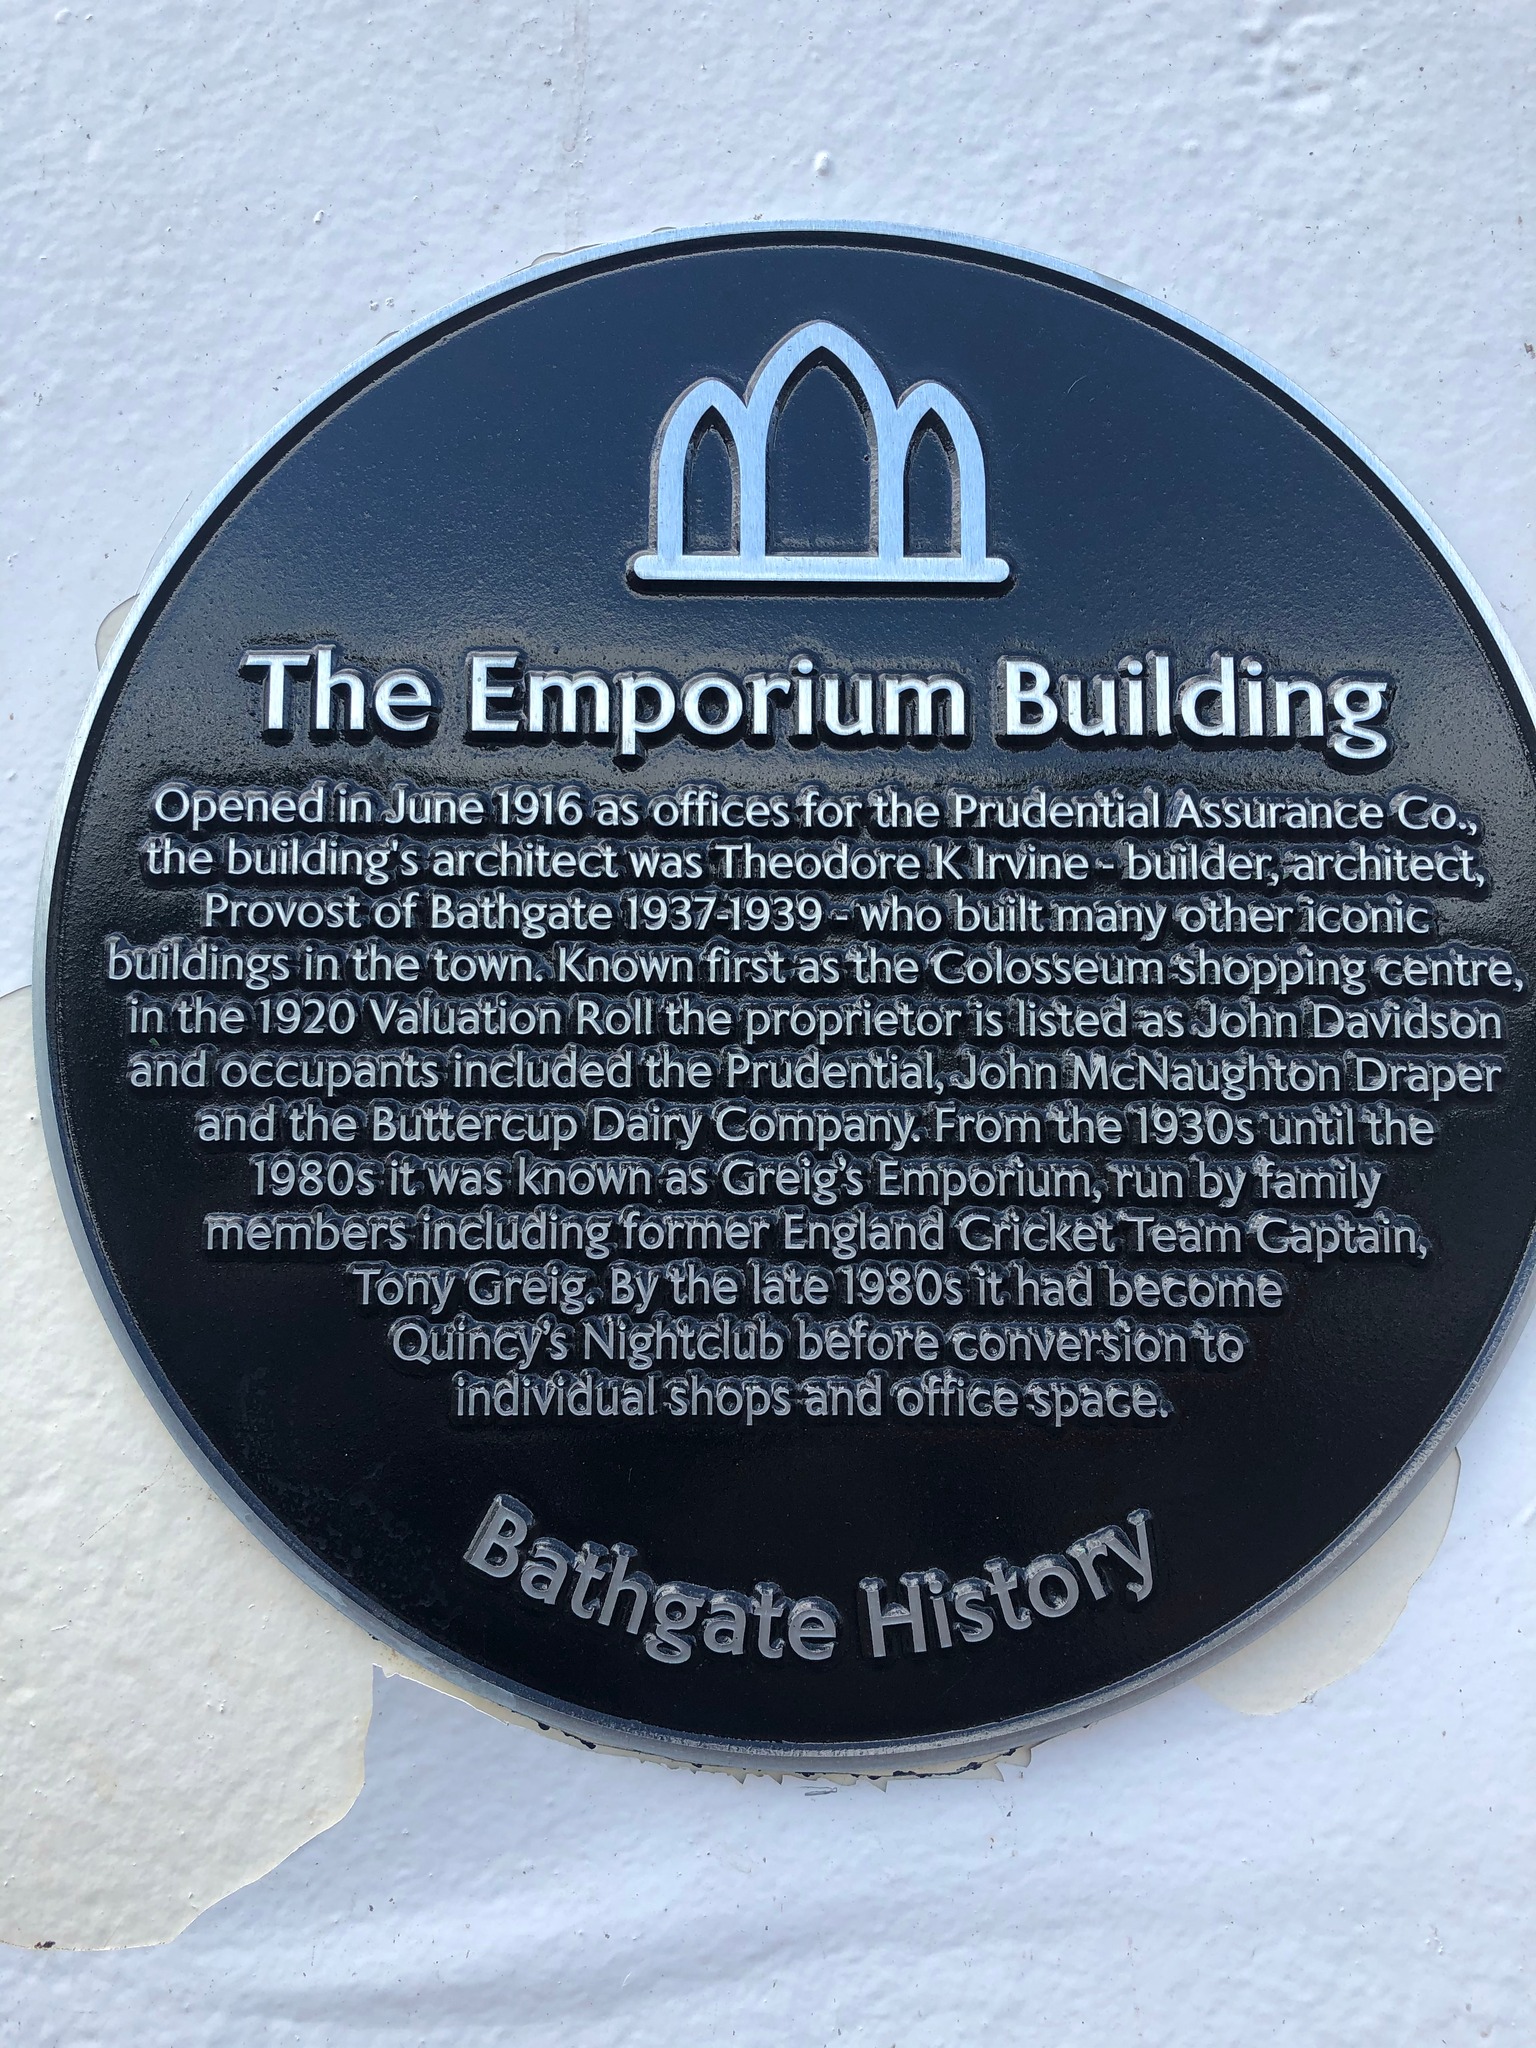 The Emporium Building
Opened in June 1916 as offices for the Prudential Assurance Co.,
the building's architect was Theodore K Irvine - builder, architect,
Provost of Bathgate 1937-1939 - who built many other iconic
buildings in the town. Known first as the Colosseum shopping centre,
in the 1920 Valuation Roll the proprietor is listed as John Davidson
and occupants included the Prudential, John McNaughton Draper
and the Buttercup Dairy Company. From the 1930s until the
1980s it was known as Greig's Emporium, run by family
members including former England Cricket Team Captain,
Tony Greig. By the late 1980s it had become
Quincy's Nightclub before conversion to
individual shops and office space.
Bathgate History